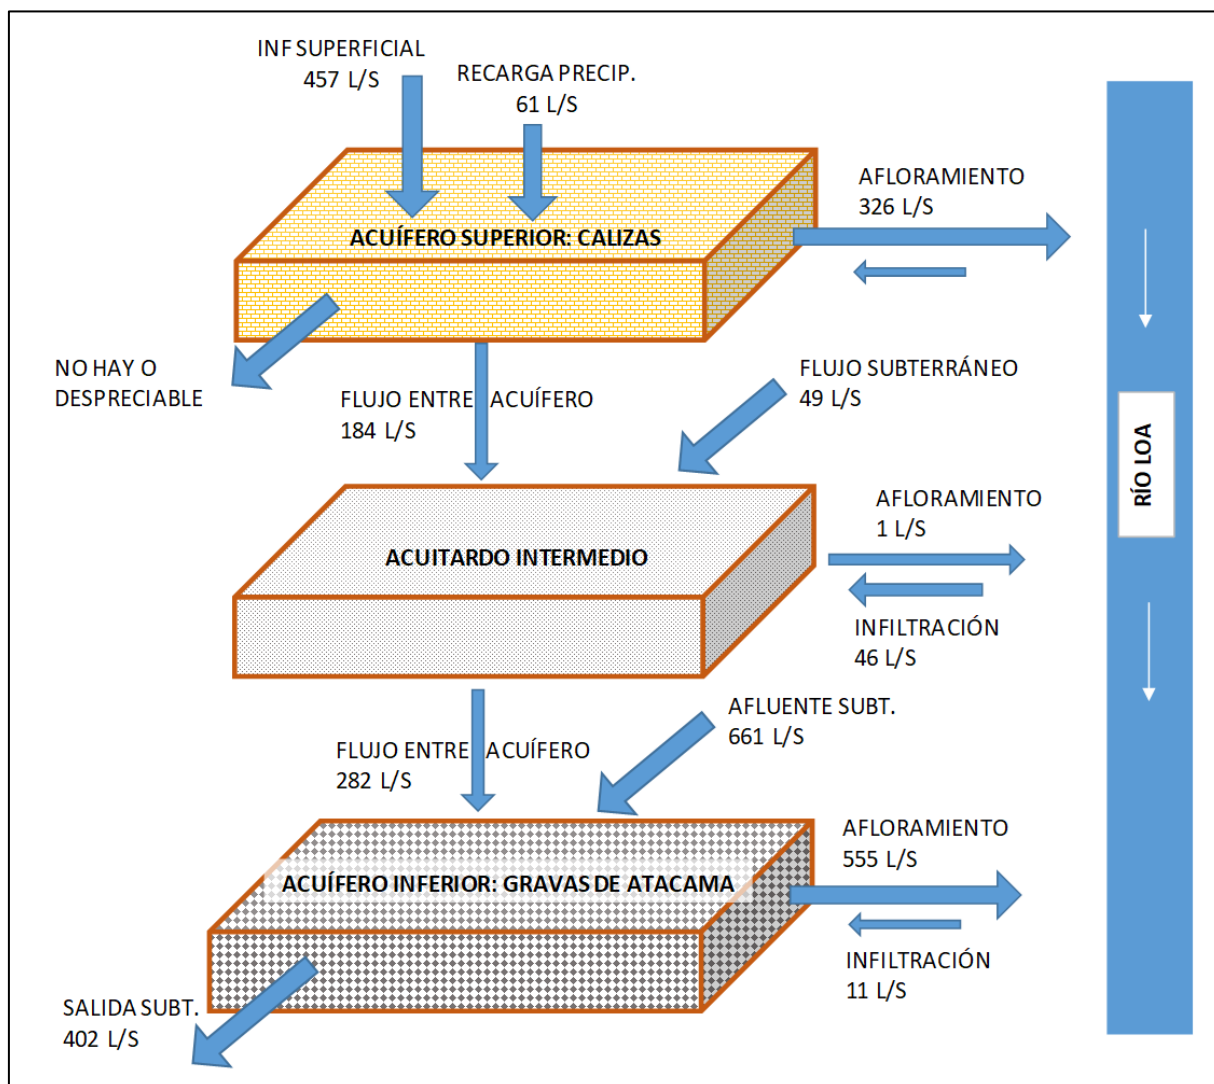 INF SUPERFICIAL
457 L/S
RECARGA PRECIP.
61 L/S
AFLORAMIENTO
326 L/S
ACUÍFERO SUPERIOR: CALIZAS
NO HAY O
DESPRECIABLE
FLUJO ENTRE ACUÍFERO
184 L/S
FLUJO SUBTERRÁNEO
49 L/S
RÍO LOA
AFLORAMIENTO
1 L/S
ACUITARDO INTERMEDIO
INFILTRACIÓN
46 L/S
AFLUENTE SUBT.
661 L/S
FLUJO ENTRE ACUÍFERO
282 L/S
AFLORAMIENTO
555 L/S
ACUÍFERO INFERIOR: GRAVAS DE ATACAMA
INFILTRACIÓN
11 L/S
SALIDA SUBT.
402 L/S